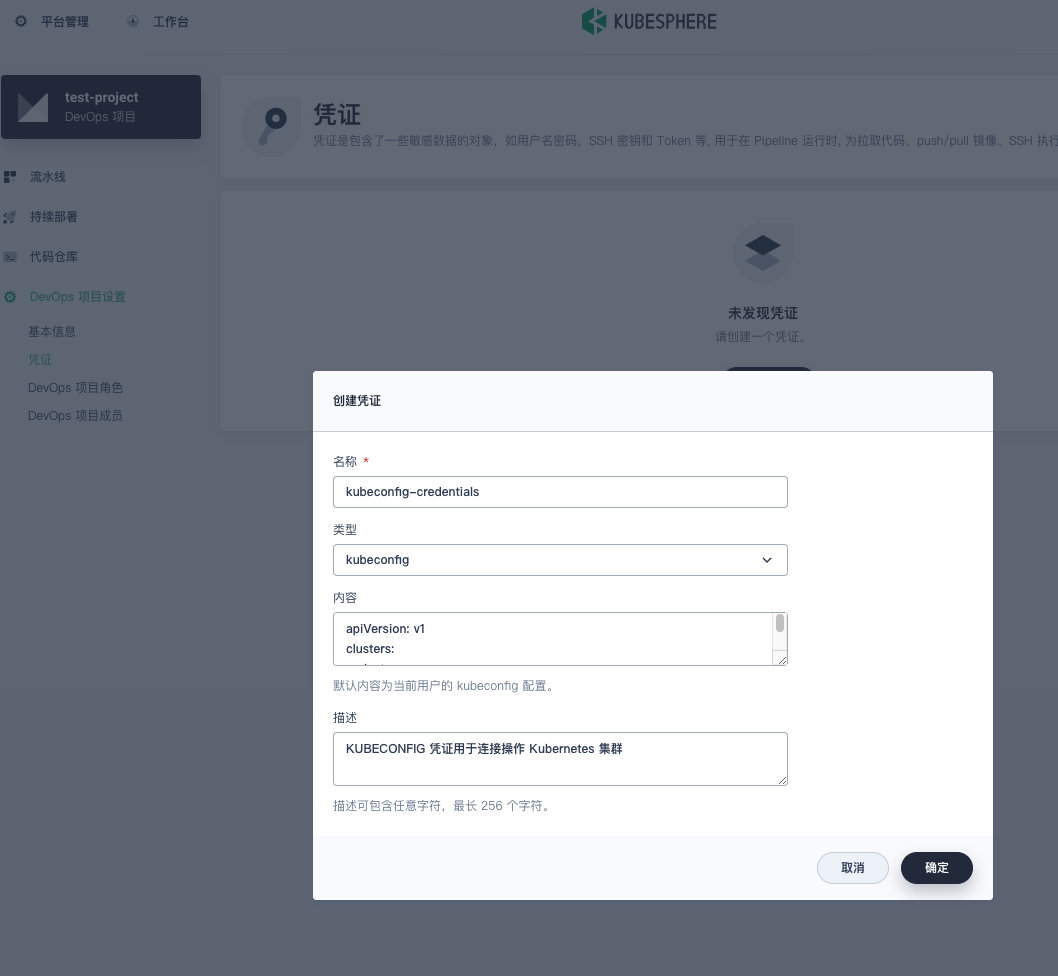 平台管理
工作台
KUBESPHERE
test-project
DevOps 项目
流水线
持续部署
代码仓库
DevOps 项目设置
基本信息
凭证
DevOps 项目角色
DevOps 项目成员
凭证
凭证是包含了一些敏感数据的对象，如用户名密码，SSH 密钥和 Token 等, 用于在 Pipeline 运行时, 为拉取代码、push/pull 镜像、SSH 执行
未发现凭证
请创建一个凭证。
创建凭证
名称 *
kubeconfig-credentials
类型
kubeconfig
内容
apiVersion: v1
clusters:
默认内容为当前用户的 kubeconfig 配置。
描述
KUBECONFIG 凭证用于连接操作 Kubernetes 集群
描述可包含任意字符，最长 256 个字符。
取消
确定